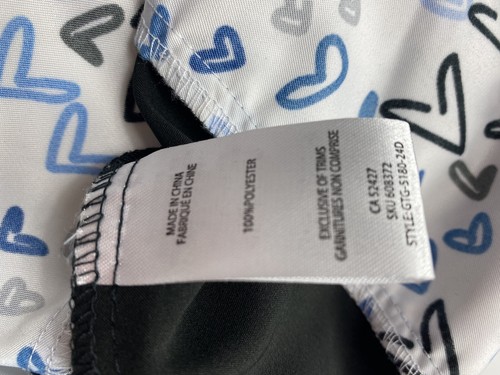 MADE IN CHINA
FABRIQUÉ EN CHINE
100%POLYESTER
EXCLUSIVE OF TRIMS
GARNITURES NON COMPRISE
CA 52427
SKU 608372
STYLE:GTG-5180-24D